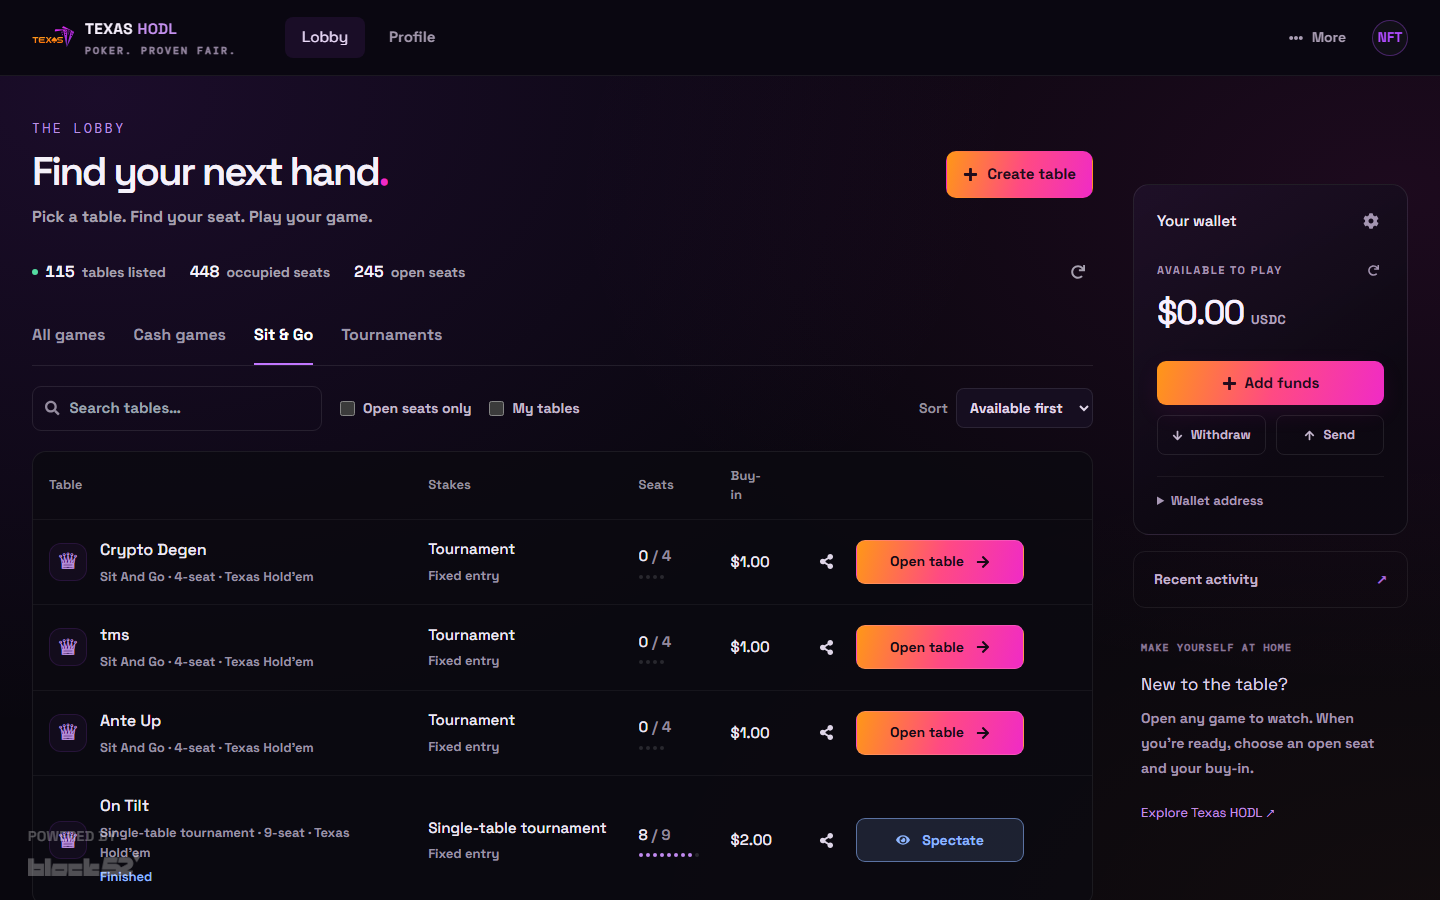 TEXAS
TEXAS HODL
POKER. PROVEN FAIR.
Lobby
Profile
More
NFT
THE LOBBY
Find your next hand.
Pick a table. Find your seat. Play your game.
Create table
115 tables listed
448 occupied seats
245 open seats
All games
Cash games
Sit & Go
Tournaments
Search tables...
Open seats only
My tables
Sort
Available first
Table
Stakes
Seats
Buy-
in
Crypto Degen
Sit And Go · 4-seat · Texas Hold'em
Tournament
Fixed entry
0 / 4
$1.00
Open table
tms
Sit And Go · 4-seat · Texas Hold'em
Tournament
Fixed entry
0 / 4
$1.00
Open table
Ante Up
Sit And Go · 4-seat · Texas Hold'em
Tournament
Fixed entry
0 / 4
$1.00
Open table
On Tilt
Single-table tournament · 9-seat · Texas
Hold'em
Finished
Single-table tournament
Fixed entry
8 / 9
$2.00
Spectate
POWERED BY
block52
Your wallet
AVAILABLE TO PLAY
$0.00 USDC
Add funds
Withdraw
Send
Wallet address
Recent activity ↗
MAKE YOURSELF AT HOME
New to the table?
Open any game to watch. When
you're ready, choose an open seat
and your buy-in.
Explore Texas HODL ↗